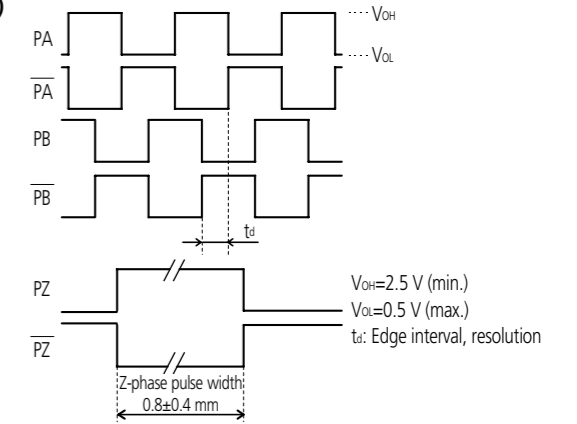 )
VOH
PA
VOL
PA
PB
PB
td
PZ
VOH=2.5 V (min.)
VOL=0.5 V (max.)
td: Edge interval, resolution
PZ
Z-phase pulse width
0.8±0.4 mm